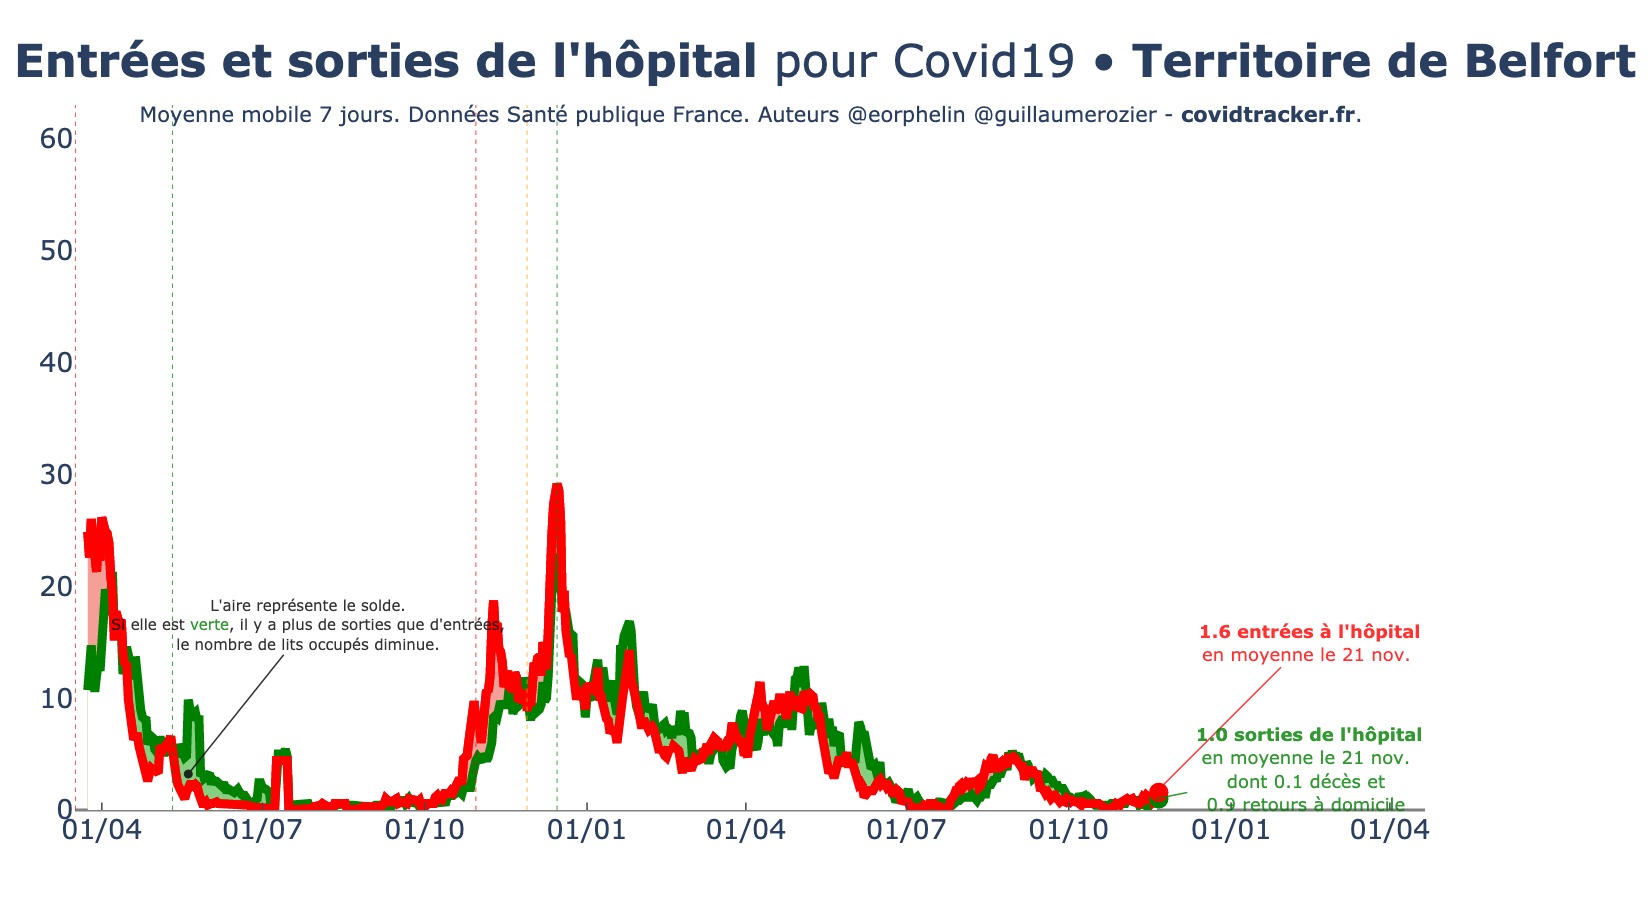 Entrées et sorties de l'hôpital pour Covid19 • Territoire de Belfort
Moyenne mobile 7 jours. Données Santé publique France. Auteurs @eorphelin @guillaumerozier - covidtracker.fr.
60
50
40
30
20
10
0
L'aire représente le solde.
Si elle est verte, il y a plus de sorties que d'entrées,
le nombre de lits occupés diminue.
1.6 entrées à l'hôpital
en moyenne le 21 nov.
1.0 sorties de l'hôpital
en moyenne le 21 nov.
dont 0.1 décès et
0.9 retours à domicile
01/04 01/07 01/10 01/01 01/04 01/07 01/10 01/01 01/04